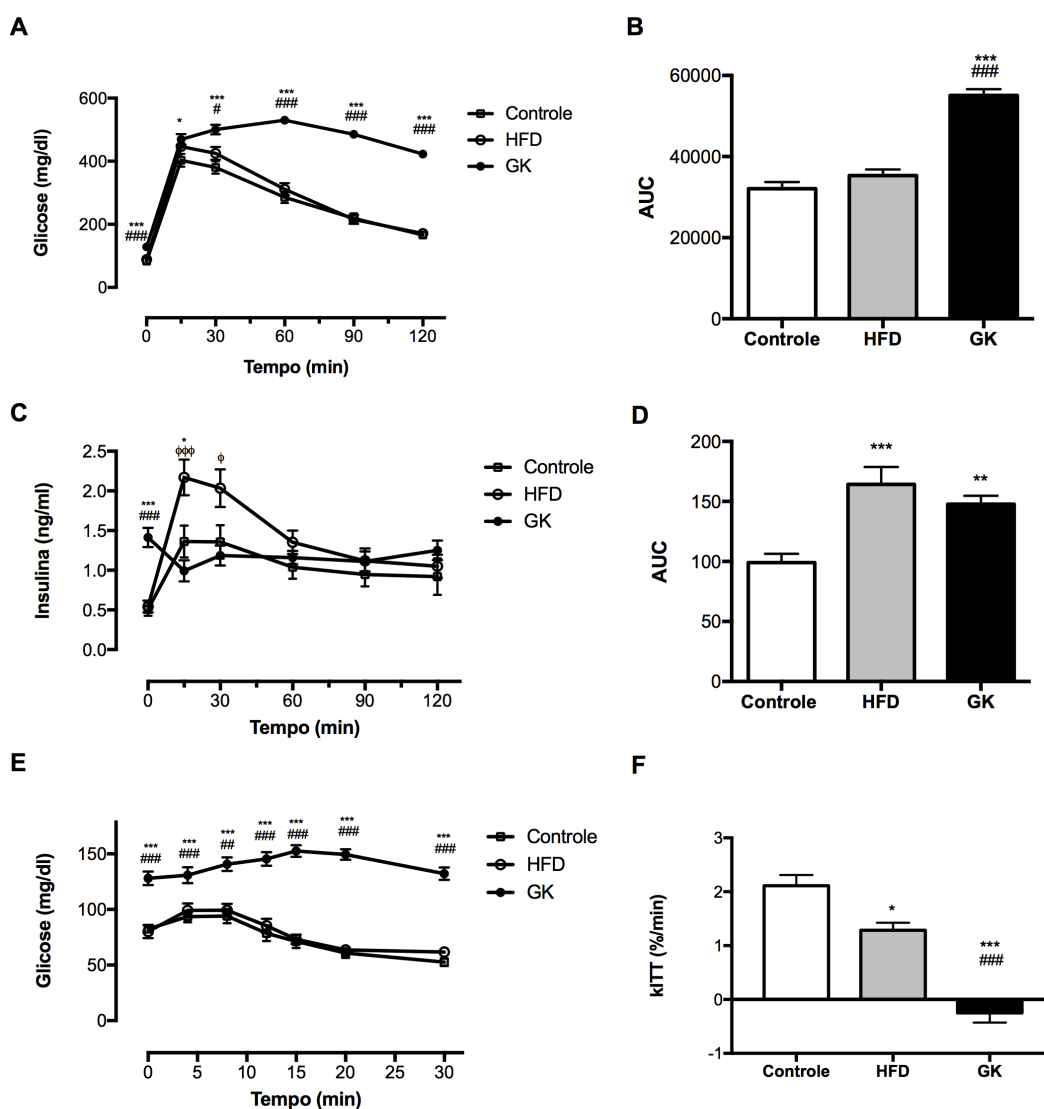 A
600
400
200
0
Glicose (mg/dl)
***
###
*
***
#
***
###
***
###
***
###
Controle
HFD
GK
0 30 60 90 120
Tempo (min)
B
60000
40000
20000
0
AUC
***
###
Controle HFD GK
C
2.5
2.0
1.5
1.0
0.5
0.0
Insulina (ng/ml)
***
###
*
ϕϕϕ
ϕ
Controle
HFD
GK
0 30 60 90 120
Tempo (min)
D
200
150
100
50
0
AUC
***
**
Controle HFD GK
E
150
100
50
0
Glicose (mg/dl)
***
###
***
###
***
##
***
###
***
###
***
###
***
###
Controle
HFD
GK
0 5 10 15 20 25 30
Tempo (min)
F
3
2
1
0
-1
kITT (%/min)
*
***
###
Controle HFD GK